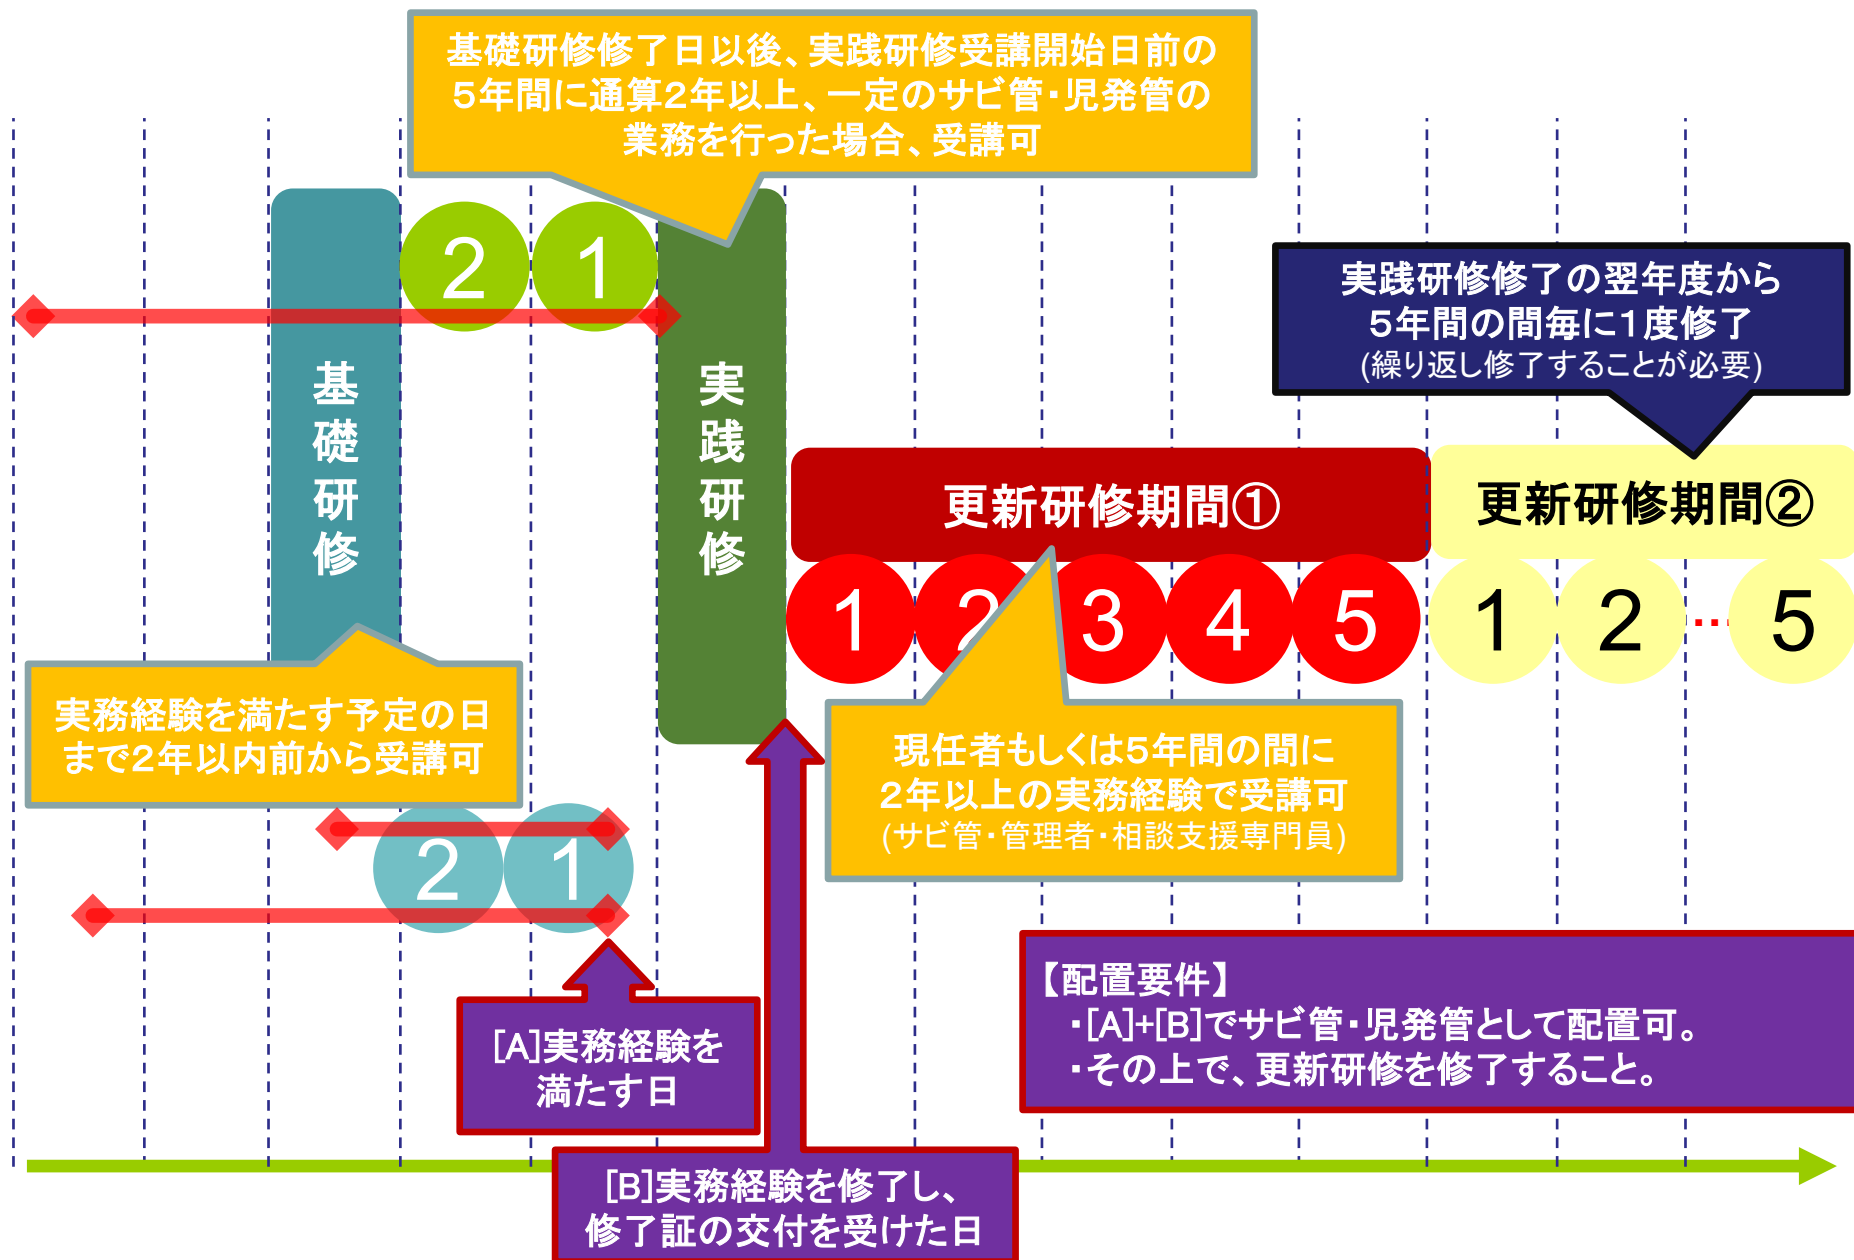 基礎研修修了日以後、実践研修受講開始日前の
5年間に通算2年以上、一定のサビ管・児発管の
業務を行った場合、受講可
2
1
基礎研修
実践研修
実践研修修了の翌年度から
5年間の間毎に1度修了
(繰り返し修了することが必要)
更新研修期間①
更新研修期間②
1
2
3
4
5
1
2
…
5
実務経験を満たす予定の日
まで2年以内前から受講可
現任者もしくは5年間の間に
2年以上の実務経験で受講可
(サビ管・管理者・相談支援専門員)
2
1
[A]実務経験を
満たす日
【配置要件】
・[A]+[B]でサビ管・児発管として配置可。
・その上で、更新研修を修了すること。
[B]実務経験を修了し、
修了証の交付を受けた日